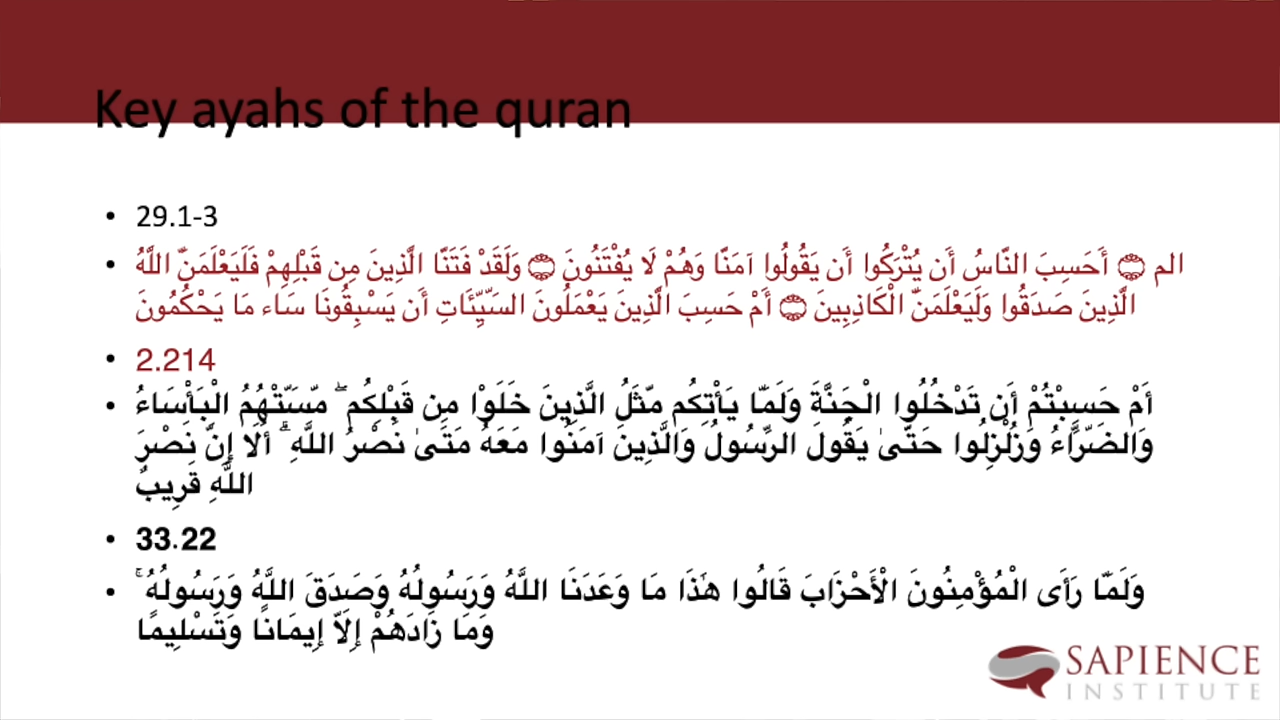 Key ayahs of the quran
• 29.1-3
• الم ۝ أَحَسِبَ النَّاسُ أَن يُتْرَكُوا أَن يَقُولُوا آمَنَّا وَهُمْ لَا يُفْتَنُونَ ۝ وَلَقَدْ فَتَنَّا الَّذِينَ مِن قَبْلِهِمْ فَلَيَعْلَمَنَّ اللَّهُ
الَّذِينَ صَدَقُوا وَلَيَعْلَمَنَّ الْكَاذِبِينَ ۝ أَمْ حَسِبَ الَّذِينَ يَعْمَلُونَ السَّيِّئَاتِ أَن يَسْبِقُونَا سَاء مَا يَحْكُمُونَ
• 2.214
• أَمْ حَسِبْتُمْ أَن تَدْخُلُوا الْجَنَّةَ وَلَمَّا يَأْتِكُم مَّثَلُ الَّذِينَ خَلَوْا مِن قَبْلِكُم ۖ مَّسَّتْهُمُ الْبَأْسَاءُ
وَالضَّرَّاءُ وَزُلْزِلُوا حَتَّىٰ يَقُولَ الرَّسُولُ وَالَّذِينَ آمَنُوا مَعَهُ مَتَىٰ نَصْرُ اللَّهِ ۗ أَلَا إِنَّ نَصْرَ
اللَّهِ قَرِيبٌ
• 33.22
• وَلَمَّا رَأَى الْمُؤْمِنُونَ الْأَحْزَابَ قَالُوا هَٰذَا مَا وَعَدَنَا اللَّهُ وَرَسُولُهُ وَصَدَقَ اللَّهُ وَرَسُولُهُ ۚ
وَمَا زَادَهُمْ إِلَّا إِيمَانًا وَتَسْلِيمًا
SAPIENCE
INSTITUTE